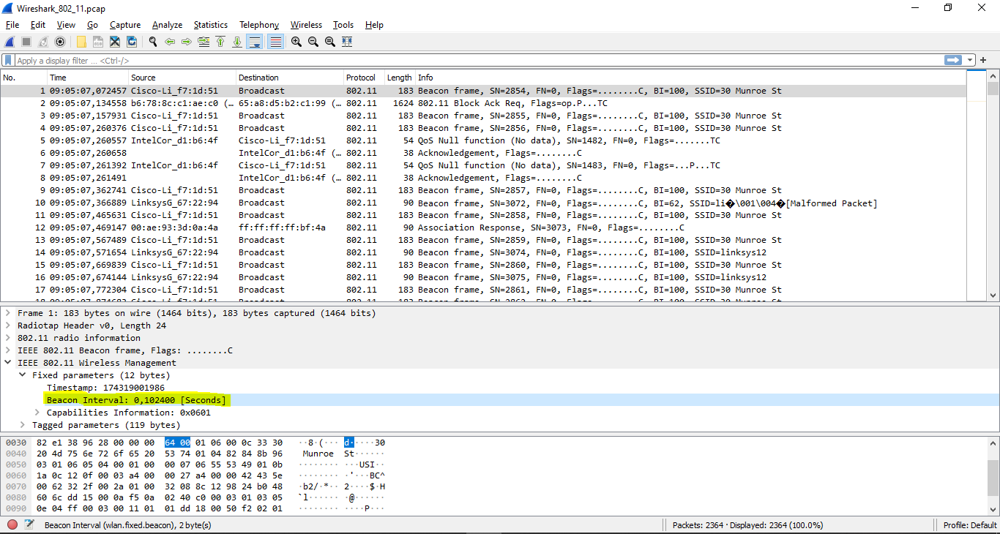 Wireshark_802_11.pcap
File Edit View Go Capture Analyze Statistics Telephony Wireless Tools Help
Apply a display filter ... <Ctrl-/>
No. Time Source Destination Protocol Length Info
1 09:05:07,072457 Cisco-Li_f7:1d:51 Broadcast 802.11 183 Beacon frame, SN=2854, FN=0, Flags=........C, BI=100, SSID=30 Munroe St
2 09:05:07,134558 b6:78:8c:c1:ae:c0 (… 65:a8:d5:b2:c1:99 (… 802.11 1624 802.11 Block Ack Req, Flags=op.P...TC
3 09:05:07,157931 Cisco-Li_f7:1d:51 Broadcast 802.11 183 Beacon frame, SN=2855, FN=0, Flags=........C, BI=100, SSID=30 Munroe St
4 09:05:07,260376 Cisco-Li_f7:1d:51 Broadcast 802.11 183 Beacon frame, SN=2856, FN=0, Flags=........C, BI=100, SSID=30 Munroe St
5 09:05:07,260557 IntelCor_d1:b6:4f Cisco-Li_f7:1d:51 802.11 54 QoS Null function (No data), SN=1482, FN=0, Flags=.......TC
6 09:05:07,260658 IntelCor_d1:b6:4f (… 802.11 38 Acknowledgement, Flags=........C
7 09:05:07,261392 IntelCor_d1:b6:4f Cisco-Li_f7:1d:51 802.11 54 QoS Null function (No data), SN=1483, FN=0, Flags=...P...TC
8 09:05:07,261491 IntelCor_d1:b6:4f (… 802.11 38 Acknowledgement, Flags=........C
9 09:05:07,362741 Cisco-Li_f7:1d:51 Broadcast 802.11 183 Beacon frame, SN=2857, FN=0, Flags=........C, BI=100, SSID=30 Munroe St
10 09:05:07,366889 LinksysG_67:22:94 Broadcast 802.11 90 Beacon frame, SN=3072, FN=0, Flags=........C, BI=62, SSID=li�\001\004�[Malformed Packet]
11 09:05:07,465631 Cisco-Li_f7:1d:51 Broadcast 802.11 183 Beacon frame, SN=2858, FN=0, Flags=........C, BI=100, SSID=30 Munroe St
12 09:05:07,469147 00:ae:93:3d:0a:4a ff:ff:ff:ff:bf:4a 802.11 90 Association Response, SN=3073, FN=0, Flags=........C
13 09:05:07,567489 Cisco-Li_f7:1d:51 Broadcast 802.11 183 Beacon frame, SN=2859, FN=0, Flags=........C, BI=100, SSID=30 Munroe St
14 09:05:07,571654 LinksysG_67:22:94 Broadcast 802.11 90 Beacon frame, SN=3074, FN=0, Flags=........C, BI=100, SSID=linksys12
15 09:05:07,669839 Cisco-Li_f7:1d:51 Broadcast 802.11 183 Beacon frame, SN=2860, FN=0, Flags=........C, BI=100, SSID=30 Munroe St
16 09:05:07,674144 LinksysG_67:22:94 Broadcast 802.11 90 Beacon frame, SN=3075, FN=0, Flags=........C, BI=100, SSID=linksys12
17 09:05:07,772304 Cisco-Li_f7:1d:51 Broadcast 802.11 183 Beacon frame, SN=2861, FN=0, Flags=........C, BI=100, SSID=30 Munroe St
Frame 1: 183 bytes on wire (1464 bits), 183 bytes captured (1464 bits)
Radiotap Header v0, Length 24
802.11 radio information
IEEE 802.11 Beacon frame, Flags: ........C
IEEE 802.11 Wireless Management
Fixed parameters (12 bytes)
Timestamp: 174319001986
Beacon Interval: 0,102400 [Seconds]
Capabilities Information: 0x0601
Tagged parameters (119 bytes)
0030 82 e1 38 96 28 00 00 00 64 00 01 06 00 0c 33 30 ··8·(··· d·····30
0040 20 4d 75 6e 72 6f 65 20 53 74 01 04 82 84 8b 96 Munroe St······
0050 03 01 06 05 04 00 01 00 00 07 06 55 53 49 01 0b ········ ···USI··
0060 1a 0c 12 0f 00 03 a4 00 00 27 a4 00 00 42 43 5e ········ ·'···BC^
0070 00 62 32 2f 00 2a 01 00 32 08 8c 12 98 24 b0 48 ·b2/·*·· 2····$·H
0080 60 6c dd 15 00 0a f5 0a 02 40 c0 00 03 01 03 05 `l······ ·@······
0090 0e 04 ff 00 03 00 11 01 01 dd 18 00 50 f2 02 01 ········ ····P···
Beacon Interval (wlan.fixed.beacon), 2 byte(s) Packets: 2364 · Displayed: 2364 (100.0%) Profile: Default